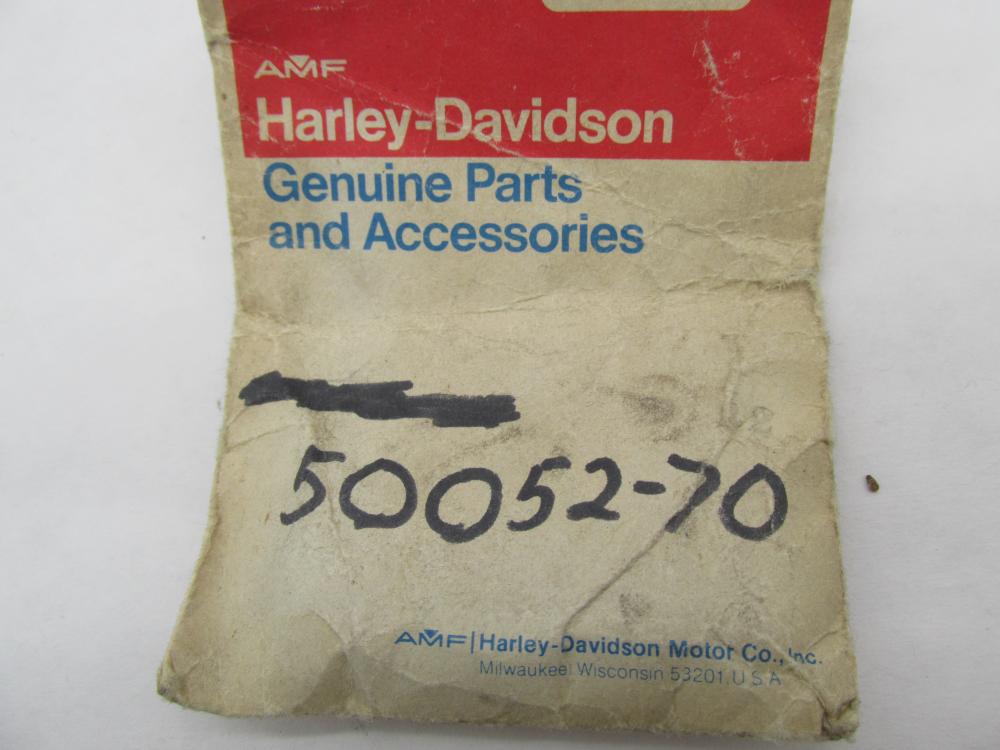 AMF
Harley-Davidson
Genuine Parts
and Accessories
50052-70
AMF | Harley-Davidson Motor Co., Inc.
Milwaukee, Wisconsin 53201, U.S.A.